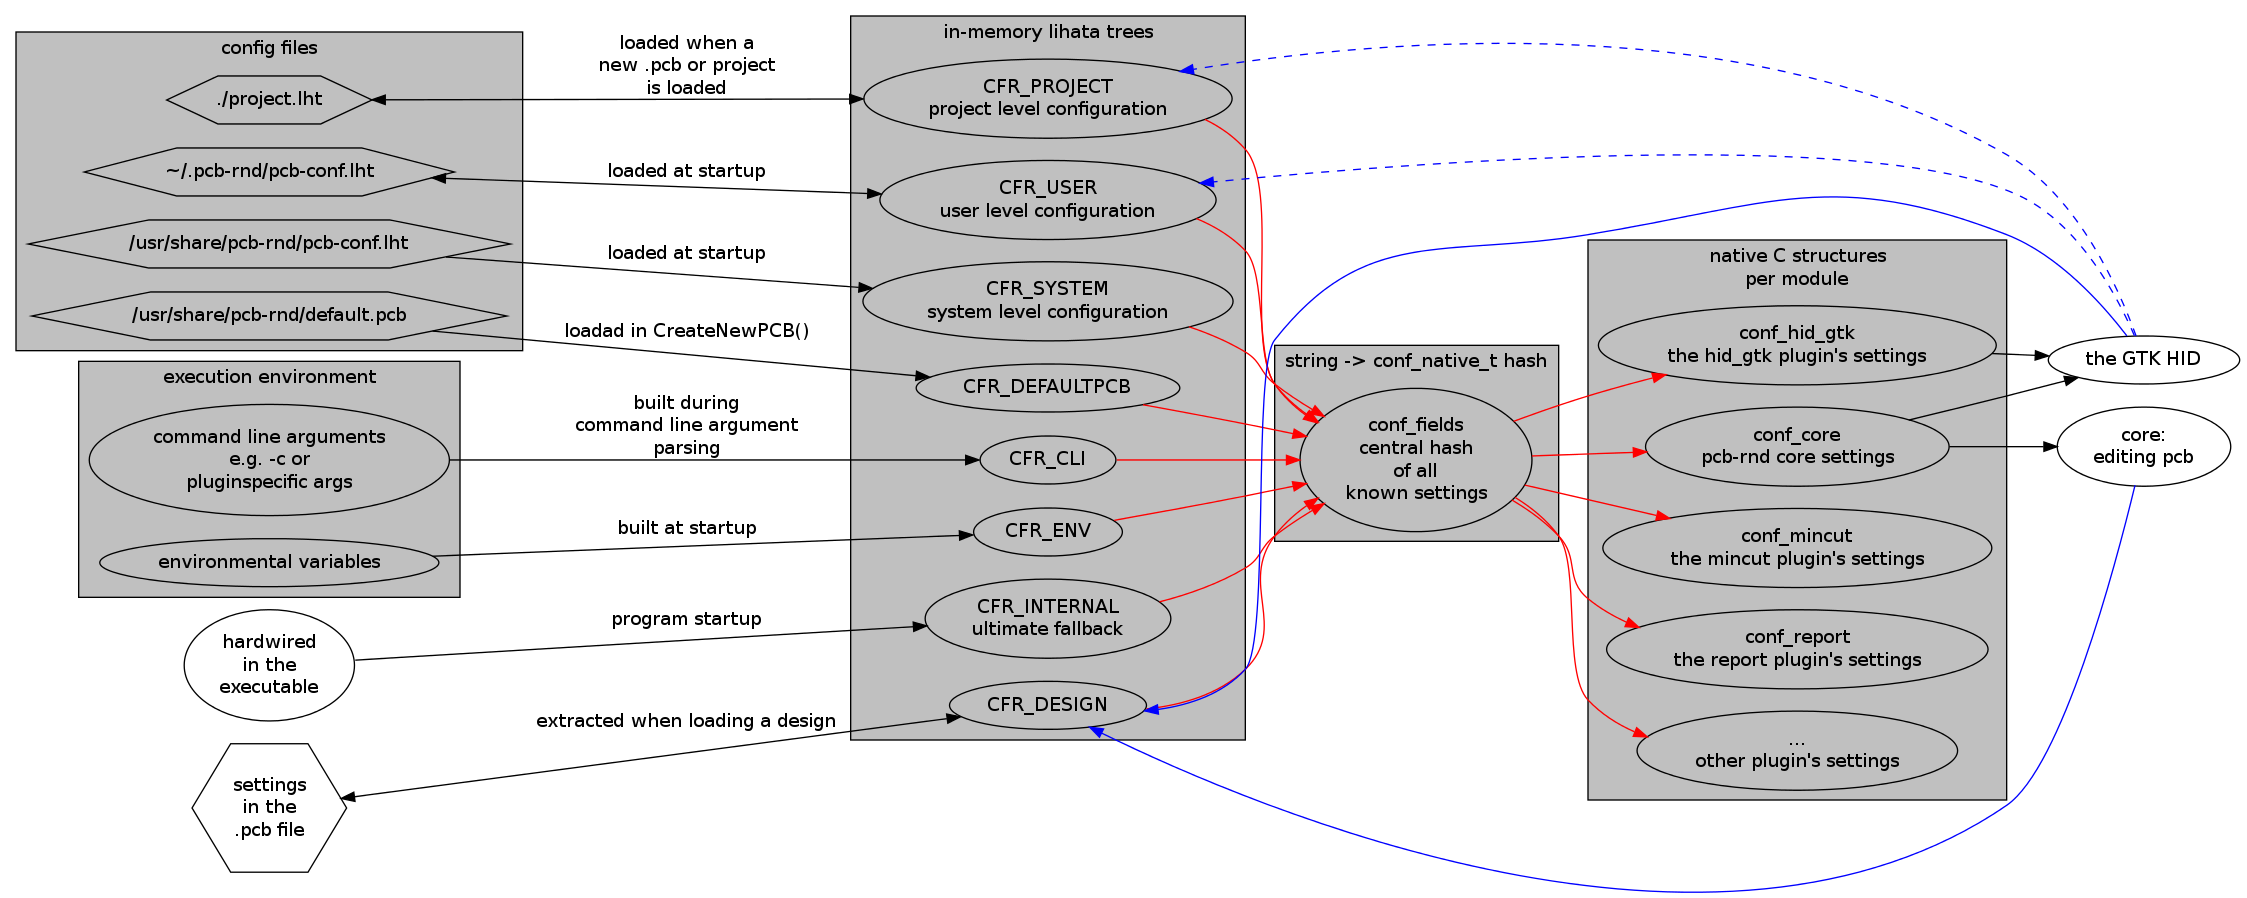 config files
./project.lht
~/.pcb-rnd/pcb-conf.lht
/usr/share/pcb-rnd/pcb-conf.lht
/usr/share/pcb-rnd/default.pcb
execution environment
command line arguments
e.g. -c or
pluginspecific args
environmental variables
hardwired
in the
executable
settings
in the
.pcb file
loaded when a
new .pcb or project
is loaded
loaded at startup
loaded at startup
loadad in CreateNewPCB()
built during
command line argument
parsing
built at startup
program startup
extracted when loading a design
in-memory lihata trees
CFR_PROJECT
project level configuration
CFR_USER
user level configuration
CFR_SYSTEM
system level configuration
CFR_DEFAULTPCB
CFR_CLI
CFR_ENV
CFR_INTERNAL
ultimate fallback
CFR_DESIGN
string -> conf_native_t hash
conf_fields
central hash
of all
known settings
native C structures
per module
conf_hid_gtk
the hid_gtk plugin's settings
conf_core
pcb-rnd core settings
conf_mincut
the mincut plugin's settings
conf_report
the report plugin's settings
...
other plugin's settings
the GTK HID
core:
editing pcb